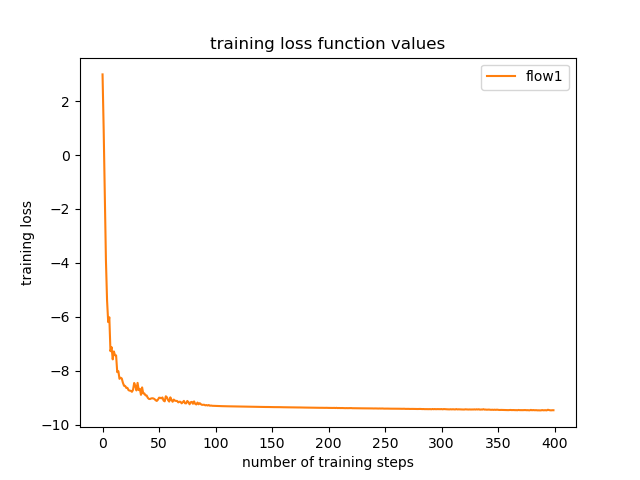 training loss function values
flow1
2
0
−2
−4
−6
−8
−10
training loss
0 50 100 150 200 250 300 350 400
number of training steps